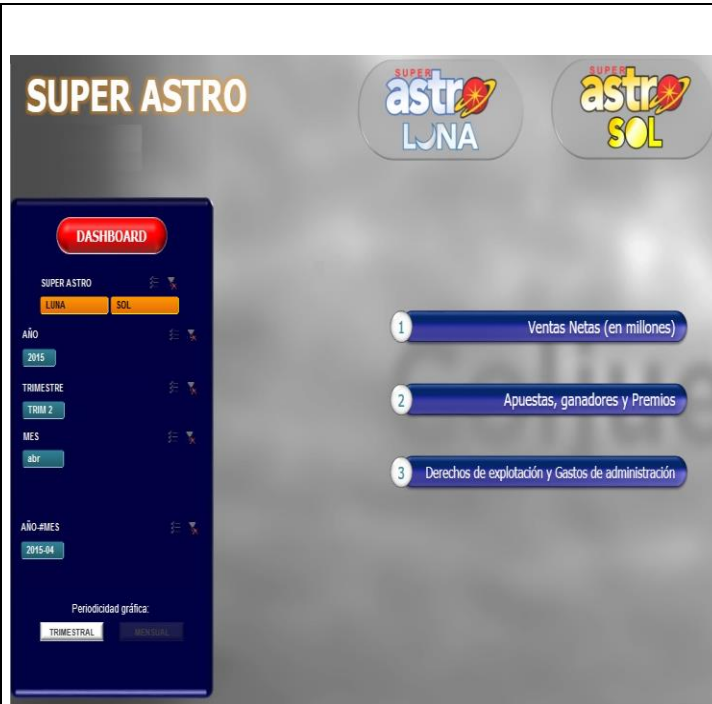 SUPER ASTRO
SUPER
astro
LUNA
SUPER
astro
SOL
DASHBOARD
SUPER ASTRO
LUNA SOL
AÑO
2015
TRIMESTRE
TRIM 2
MES
abr
AÑO-#MES
2015-04
Periodicidad gráfica:
TRIMESTRAL MENSUAL
1 Ventas Netas (en millones)
2 Apuestas, ganadores y Premios
3 Derechos de explotación y Gastos de administración